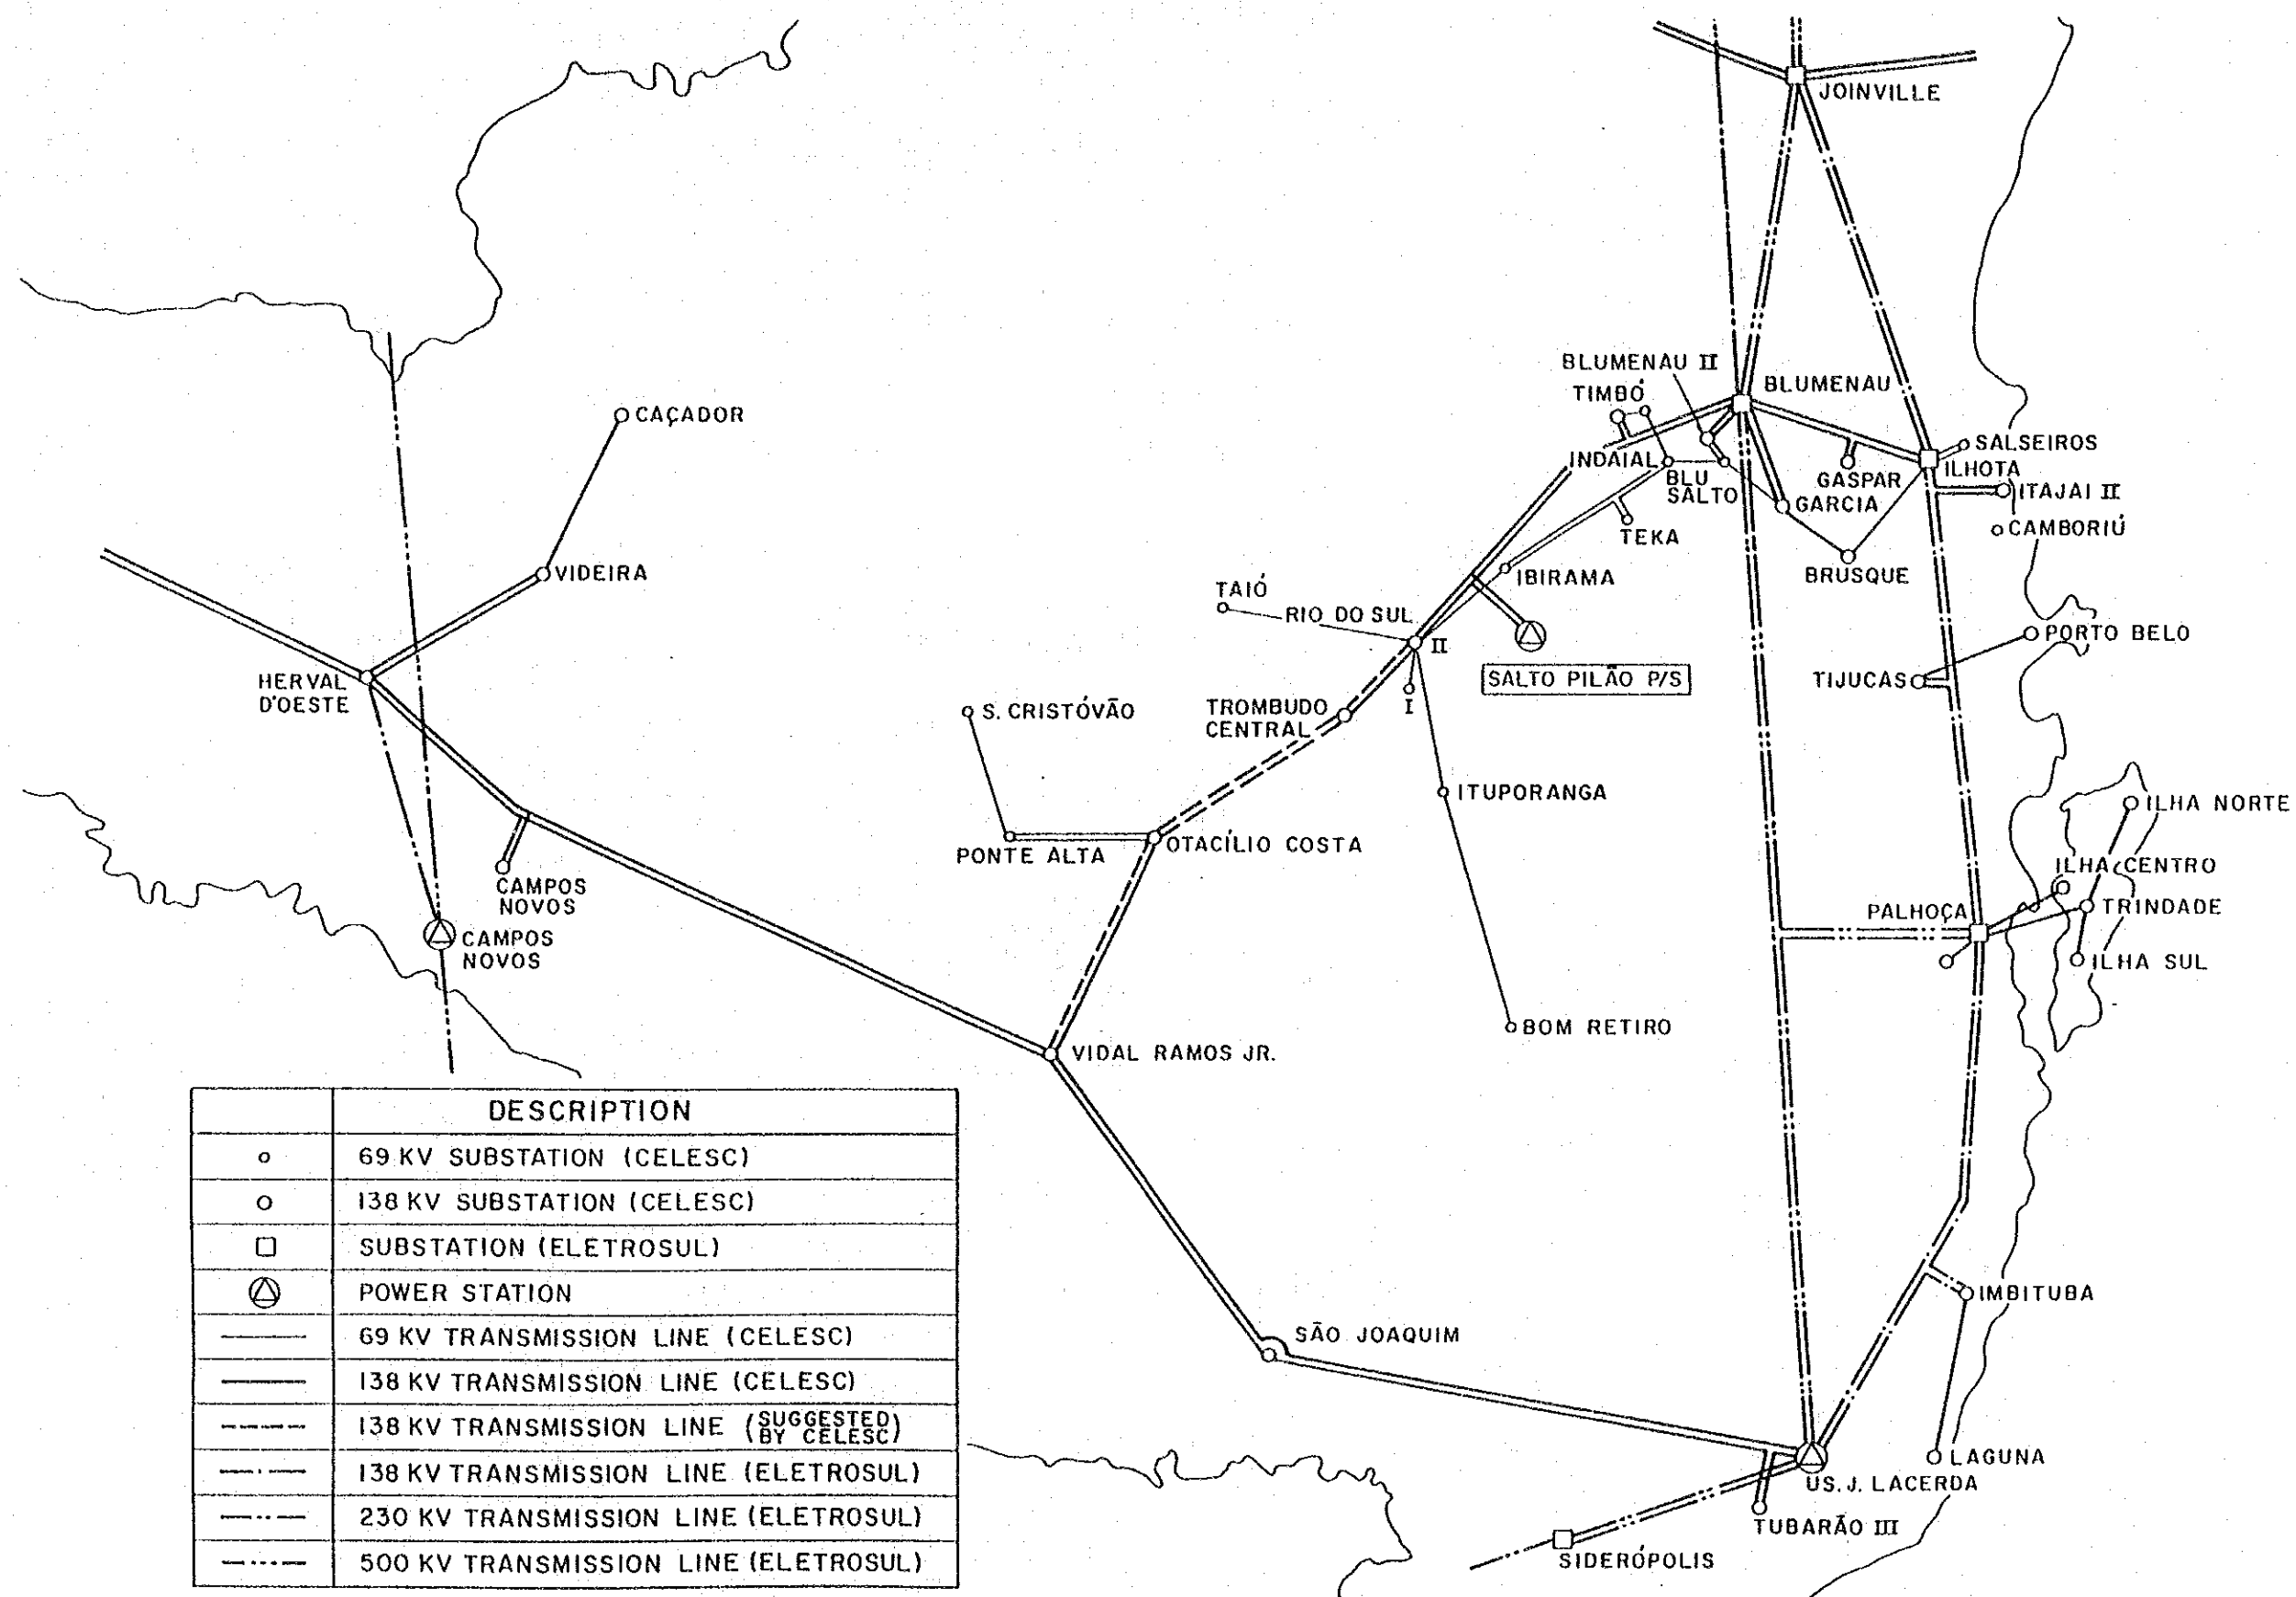 JOINVILLE
BLUMENAU II
TIMBÓ
BLUMENAU
CAÇADOR
SALSEIROS
INDAIAL
ILHOTA
BLU
SALTO
GASPAR
GARCIA
ITAJAI II
CAMBORIÚ
TEKA
VIDEIRA
IBIRAMA
BRUSQUE
TAIÓ
RIO DO SUL
II
PORTO BELO
SALTO PILÃO P/S
TIJUCAS
HERVAL
D'OESTE
I
TROMBUDO
CENTRAL
S. CRISTÓVÃO
ITUPORANGA
ILHA NORTE
PONTE ALTA
OTACÍLIO COSTA
ILHA CENTRO
CAMPOS
NOVOS
PALHOÇA
TRINDADE
CAMPOS
NOVOS
ILHA SUL
BOM RETIRO
VIDAL RAMOS JR.
IMBITUBA
SÃO JOAQUIM
LAGUNA
US. J. LACERDA
TUBARÃO III
SIDERÓPOLIS
DESCRIPTION
69 KV SUBSTATION (CELESC)
138 KV SUBSTATION (CELESC)
SUBSTATION (ELETROSUL)
POWER STATION
69 KV TRANSMISSION LINE (CELESC)
138 KV TRANSMISSION LINE (CELESC)
138 KV TRANSMISSION LINE (SUGGESTED BY CELESC)
138 KV TRANSMISSION LINE (ELETROSUL)
230 KV TRANSMISSION LINE (ELETROSUL)
500 KV TRANSMISSION LINE (ELETROSUL)